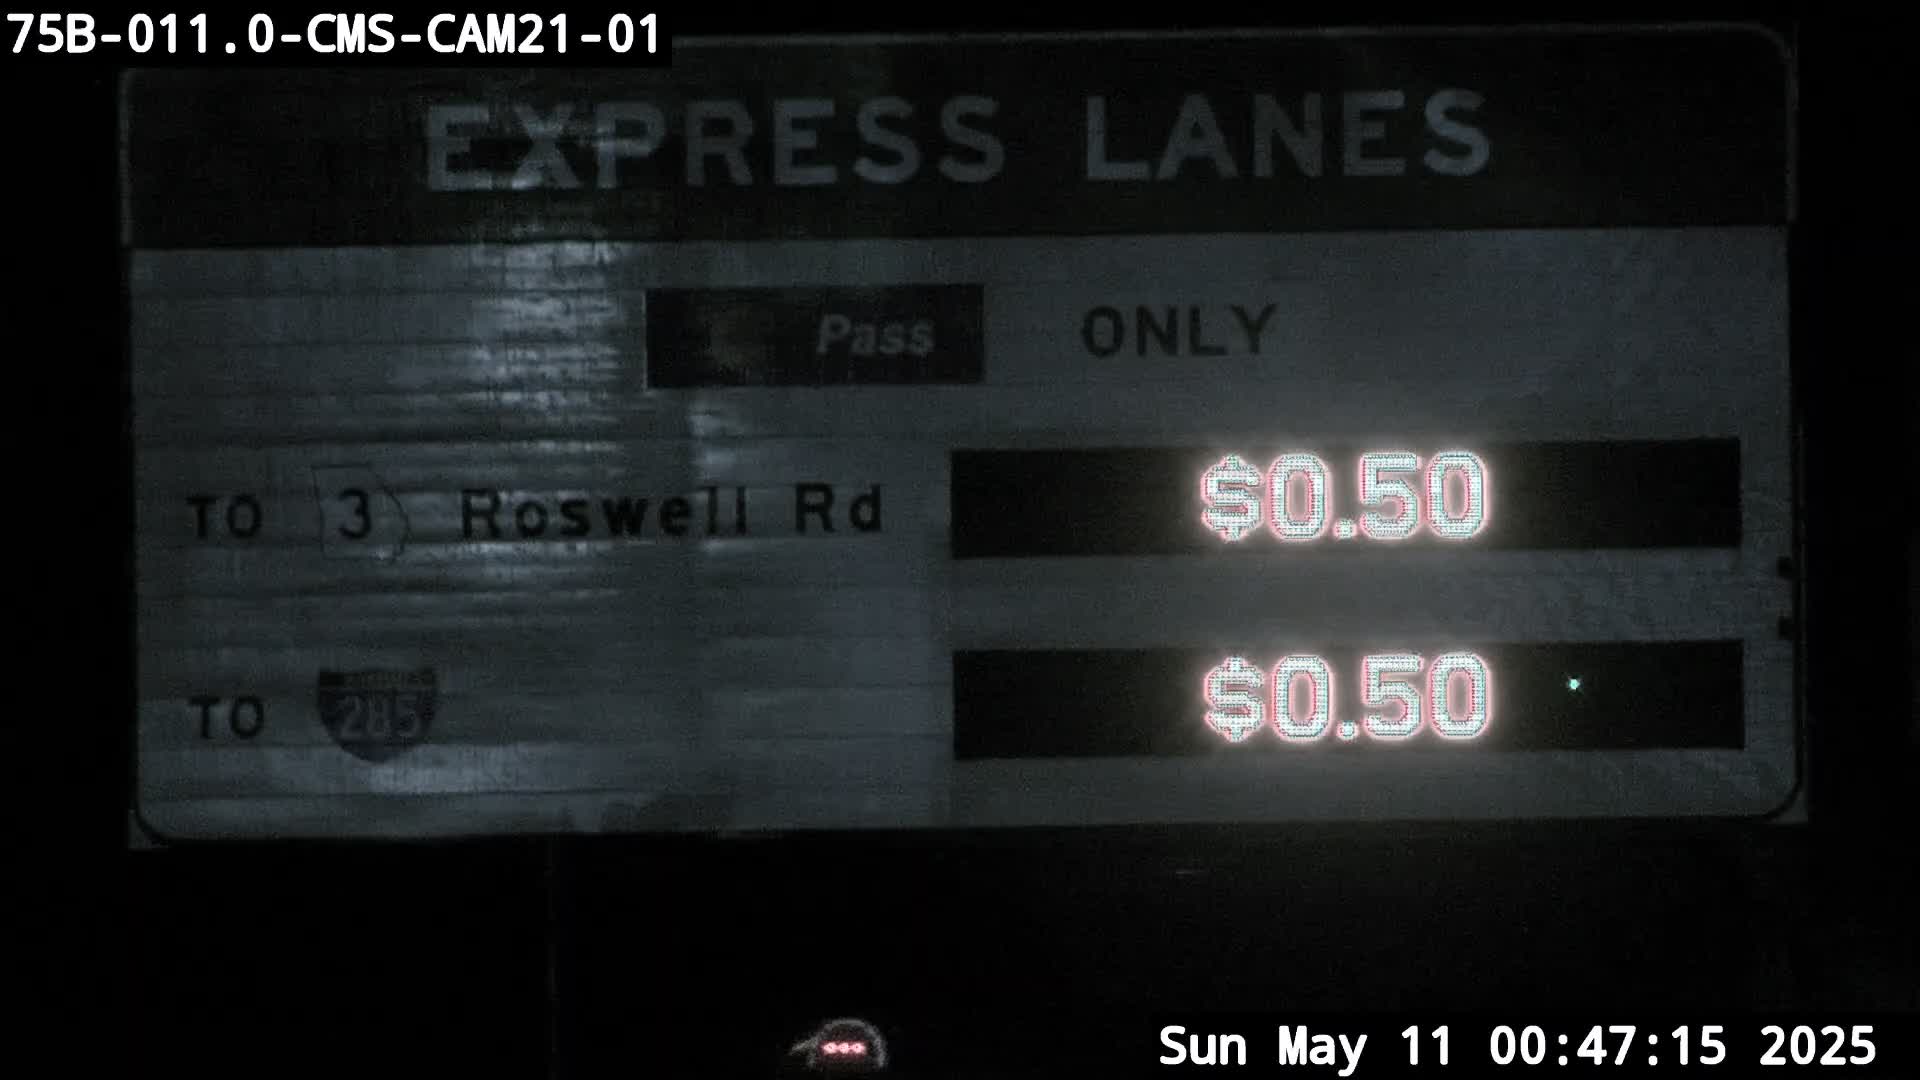 75B-011.0-CMS-CAM21-01
EXPRESS LANES
Pass ONLY
TO 3 Roswell Rd $0.50
TO 285 $0.50
Sun May 11 00:47:15 2025